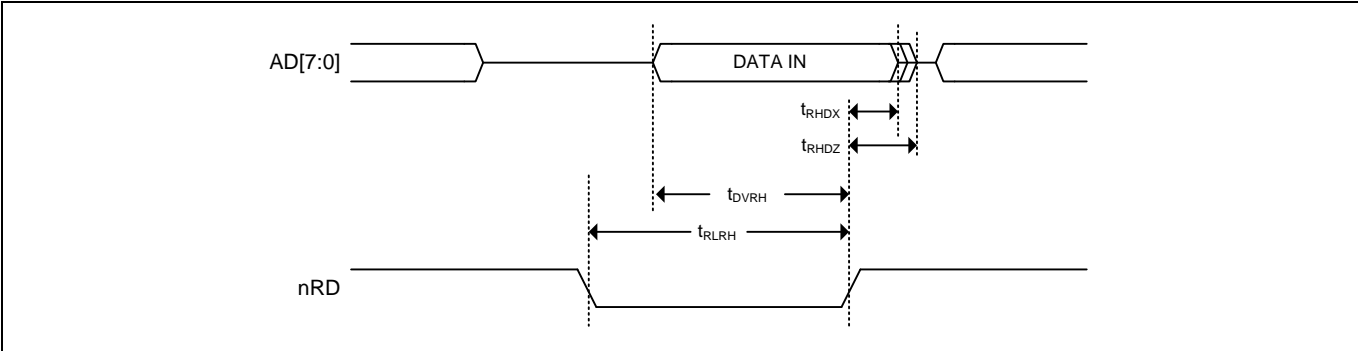 AD[7:0]
DATA IN
tRHDX
tRHDZ
tDVRH
tRLRH
nRD